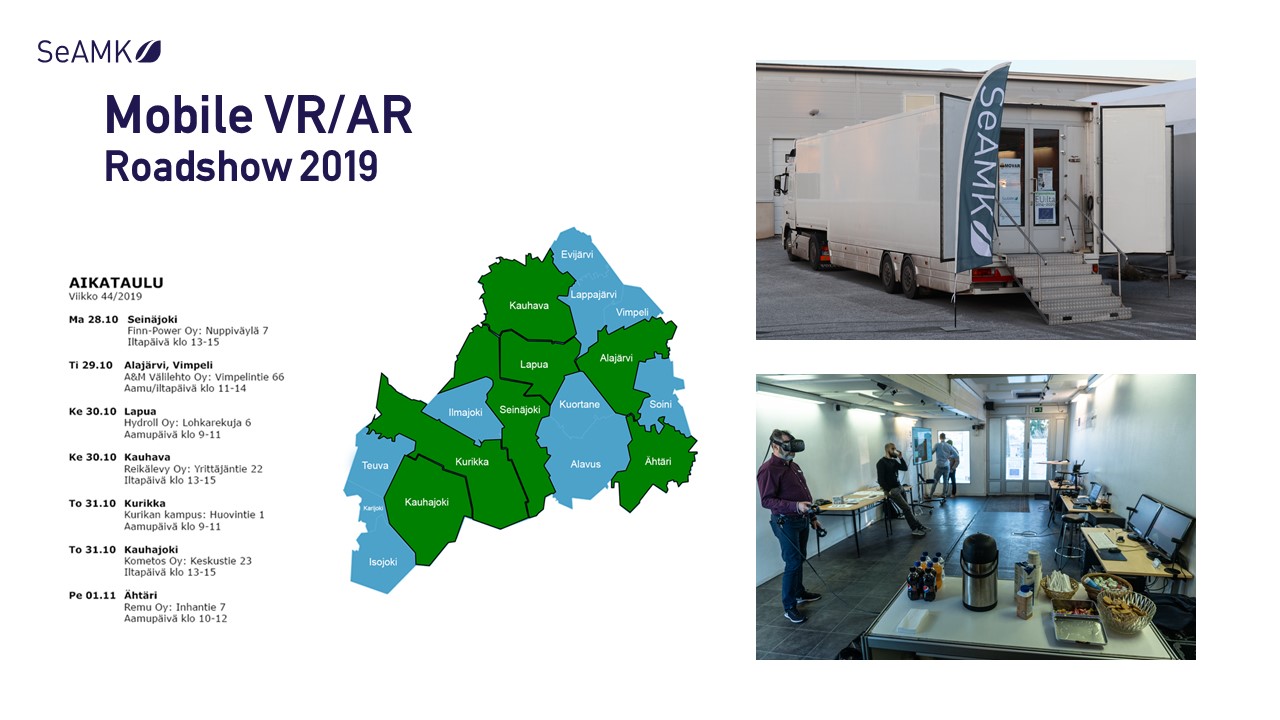 SeAMK
Mobile VR/AR
Roadshow 2019
AIKATAULU
Viikko 44/2019
Ma 28.10 Seinäjoki
Finn-Power Oy: Nuppiväylä 7
Iltapäivä klo 13-15
Ti 29.10 Alajärvi, Vimpeli
A&M Välilehto Oy: Vimpelintie 66
Aamu/iltapäivä klo 11-14
Ke 30.10 Lapua
Hydroll Oy: Lohkarekuja 6
Aamupäivä klo 9-11
Ke 30.10 Kauhava
Reikälevy Oy: Yrittäjäntie 22
Iltapäivä klo 13-15
To 31.10 Kurikka
Kurikan kampus: Huovintie 1
Aamupäivä klo 9-11
To 31.10 Kauhajoki
Kometos Oy: Keskustie 23
Iltapäivä klo 13-15
Pe 01.11 Ähtäri
Remu Oy: Inhantie 7
Aamupäivä klo 10-12
Evijärvi
Lappajärvi
Kauhava
Vimpeli
Alajärvi
Lapua
Kuortane
Soini
Ilmajoki
Seinäjoki
Teuva
Kurikka
Alavus
Ähtäri
Kauhajoki
Karijoki
Isojoki
SeAMK